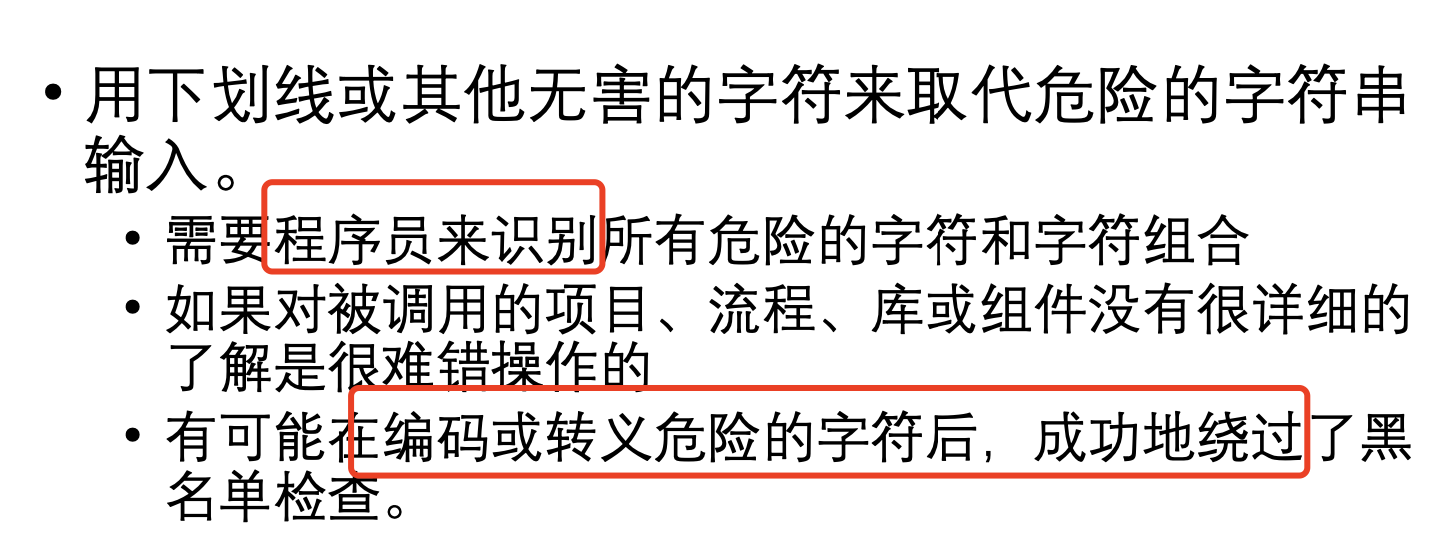 • 用下划线或其他无害的字符来取代危险的字符串
输入。
• 需要程序员来识别所有危险的字符和字符组合
• 如果对被调用的项目、流程、库或组件没有很详细的
了解是很难错操作的
• 有可能在编码或转义危险的字符后，成功地绕过了黑
名单检查。